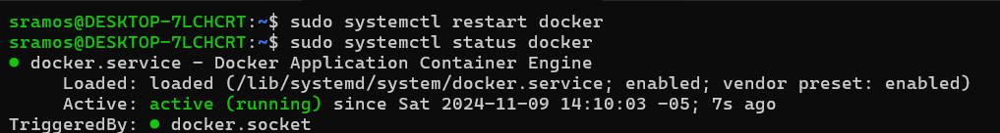 sramos@DESKTOP-7LCHCRT:~$ sudo systemctl restart docker
sramos@DESKTOP-7LCHCRT:~$ sudo systemctl status docker
● docker.service - Docker Application Container Engine
     Loaded: loaded (/lib/systemd/system/docker.service; enabled; vendor preset: enabled)
     Active: active (running) since Sat 2024-11-09 14:10:03 -05; 7s ago
TriggeredBy: ● docker.socket